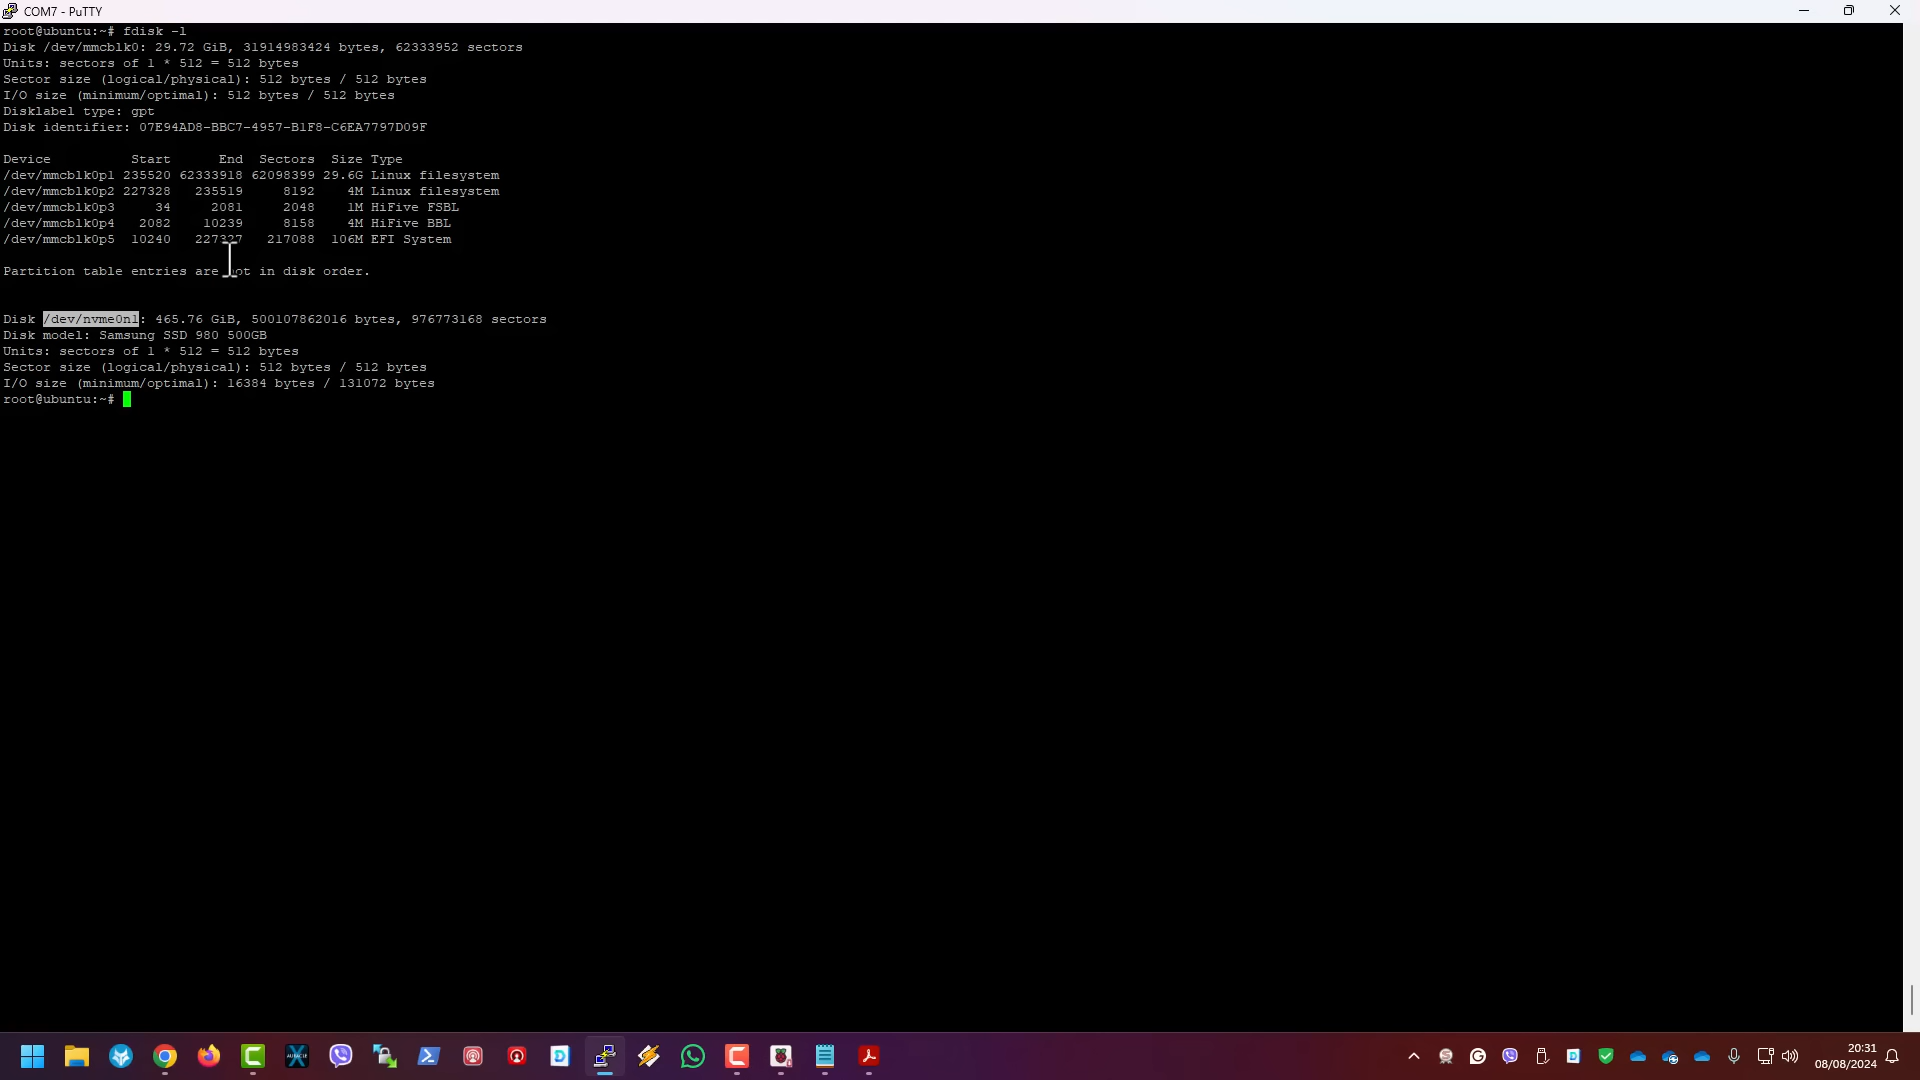 COM7 - PuTTY
root@ubuntu:~# fdisk -l
Disk /dev/mmcblk0: 29.72 GiB, 31914983424 bytes, 62333952 sectors
Units: sectors of 1 * 512 = 512 bytes
Sector size (logical/physical): 512 bytes / 512 bytes
I/O size (minimum/optimal): 512 bytes / 512 bytes
Disklabel type: gpt
Disk identifier: 07E94AD8-BBC7-4957-B1F8-C6EA7797D09F
Device Start End Sectors Size Type
/dev/mmcblk0p1 235520 62333918 62098399 29.6G Linux filesystem
/dev/mmcblk0p2 227328 235519 8192 4M Linux filesystem
/dev/mmcblk0p3 34 2081 2048 1M HiFive FSBL
/dev/mmcblk0p4 2082 10239 8158 4M HiFive BBL
/dev/mmcblk0p5 10240 227327 217088 106M EFI System
Partition table entries are not in disk order.
Disk /dev/nvme0n1: 465.76 GiB, 500107862016 bytes, 976773168 sectors
Disk model: Samsung SSD 980 500GB
Units: sectors of 1 * 512 = 512 bytes
Sector size (logical/physical): 512 bytes / 512 bytes
I/O size (minimum/optimal): 16384 bytes / 131072 bytes
root@ubuntu:~#
20:31
08/08/2024